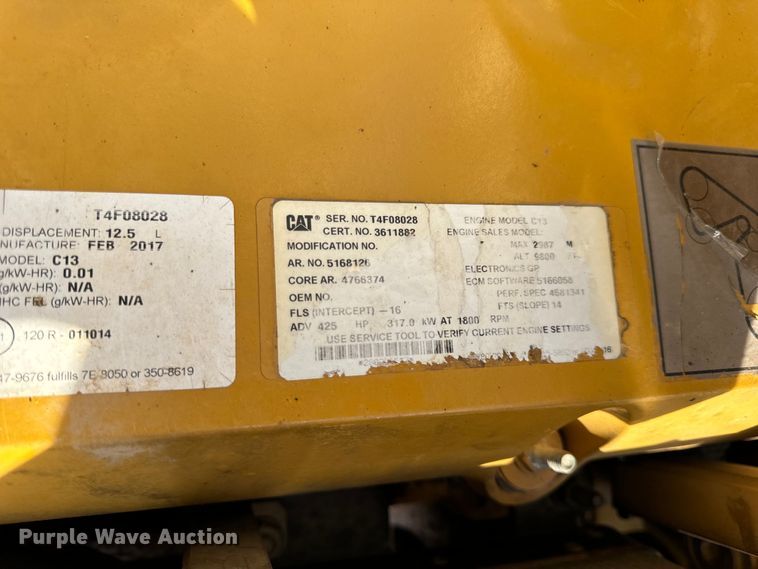 T4F08028
DISPLACEMENT: 12.5 L
NUFACTURE: FEB 2017
MODEL: C13
g/kW-HR): 0.01
(g/kW-HR): N/A
HC FEL (g/kW-HR): N/A
120 R - 011014
47-9676 fulfills 7E-8050 or 350-8619
CAT®
SER. NO. T4F08028 ENGINE MODEL C13
CERT. NO. 3611882 ENGINE SALES MODEL:
MODIFICATION NO. MAX 2987 M
AR. NO. 5168126 ALT 9800
CORE AR. 4766374 ELECTRONICS GP
OEM NO. ECM SOFTWARE 5166058
PERF. SPEC 4581341
FLS (INTERCEPT) -16 FTS (SLOPE) 14
ADV 425 HP. 317.0 kW AT 1800 RPM
USE SERVICE TOOL TO VERIFY CURRENT ENGINE SETTINGS
Purple Wave Auction